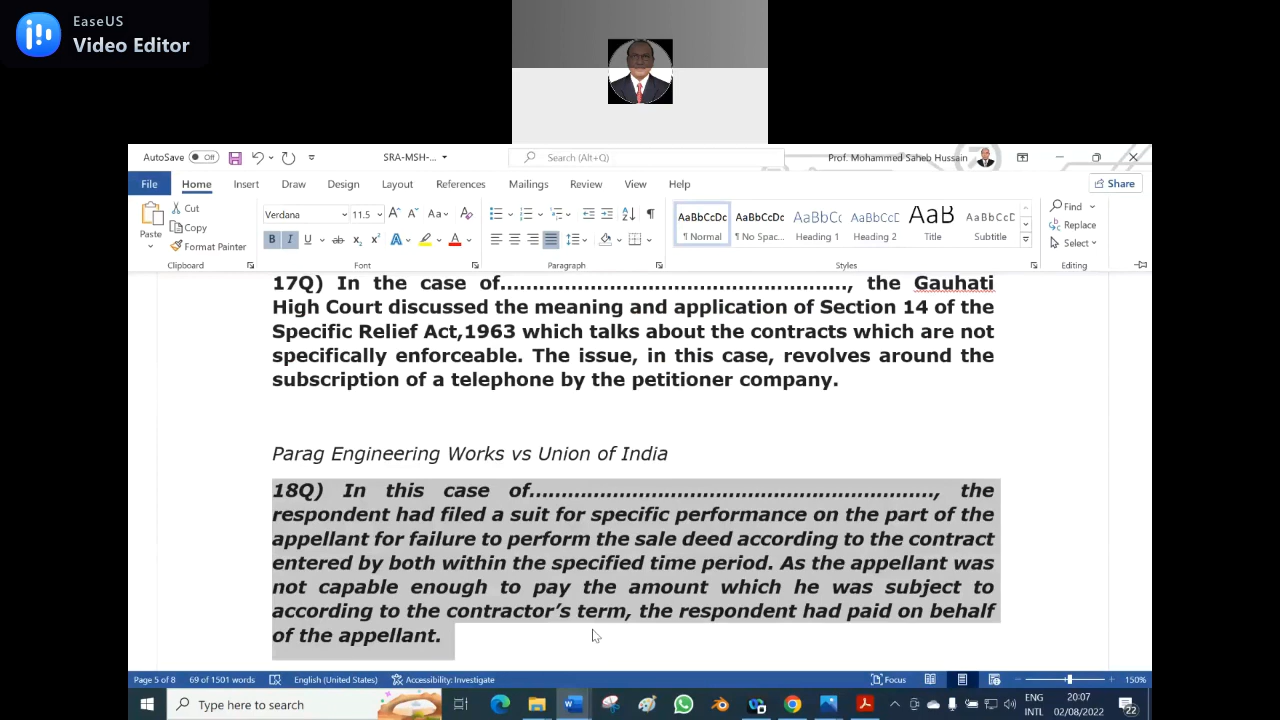 EaseUS
Video Editor
AutoSave Off SRA-MSH-... Search (Alt+Q) Prof. Mohammed Saheb Hussain
File Home Insert Draw Design Layout References Mailings Review View Help Share
Paste Cut Copy Format Painter
Clipboard
Verdana 11.5
Font
Paragraph
AaBbCcDc AaBbCcDc AaBbCc AaBbCcD AaB AaBbCcD
¶ Normal ¶ No Spac... Heading 1 Heading 2 Title Subtitle
Styles
Find
Replace
Select
Editing
17Q) In the case of....................................................., the Gauhati
High Court discussed the meaning and application of Section 14 of the
Specific Relief Act,1963 which talks about the contracts which are not
specifically enforceable. The issue, in this case, revolves around the
subscription of a telephone by the petitioner company.
Parag Engineering Works vs Union of India
18Q) In this case of.............................................................., the
respondent had filed a suit for specific performance on the part of the
appellant for failure to perform the sale deed according to the contract
entered by both within the specified time period. As the appellant was
not capable enough to pay the amount which he was subject to
according to the contractor’s term, the respondent had paid on behalf
of the appellant.
Page 5 of 8 69 of 1501 words English (United States) Accessibility: Investigate Focus 150%
Type here to search
ENG 20:07
INTL 02/08/2022 22